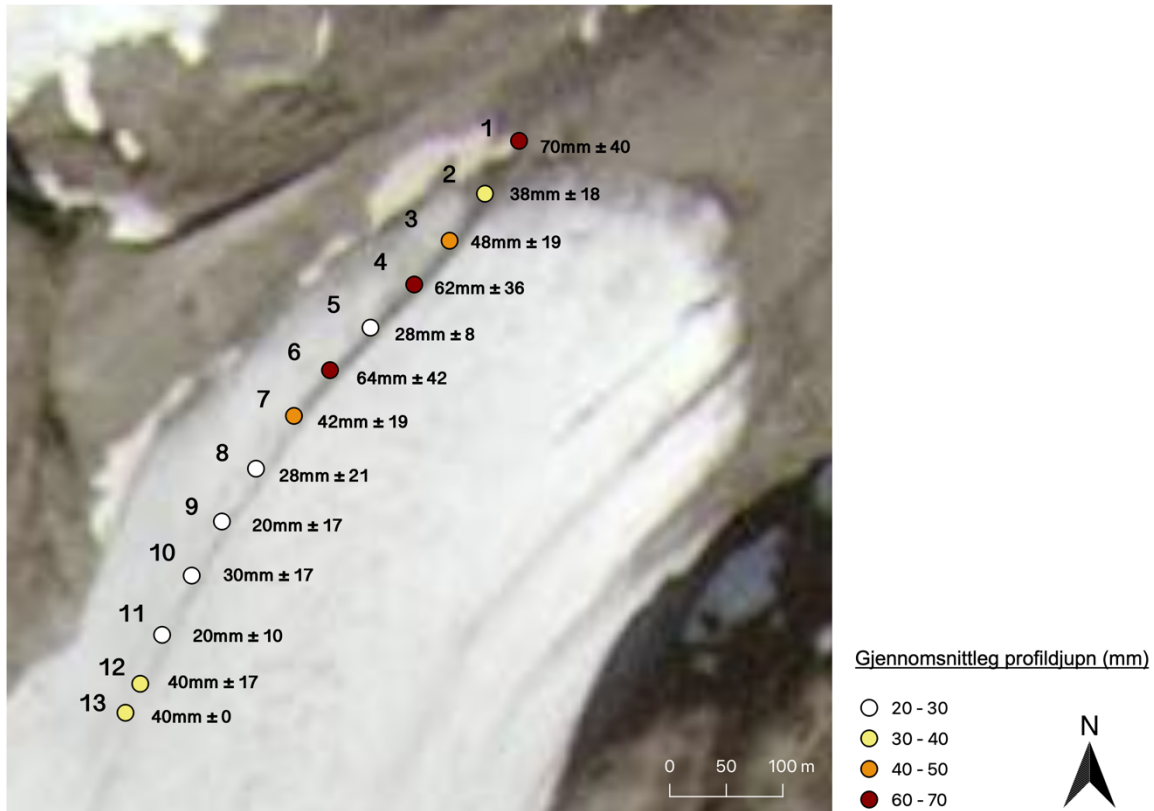 1
70mm ± 40
2
38mm ± 18
3
48mm ± 19
4
62mm ± 36
5
28mm ± 8
6
64mm ± 42
7
42mm ± 19
8
28mm ± 21
9
20mm ± 17
10
30mm ± 17
11
20mm ± 10
12
40mm ± 17
13
40mm ± 0
0 50 100 m
Gjennomsnittleg profildjupn (mm)
20 - 30
30 - 40
40 - 50
60 - 70
N